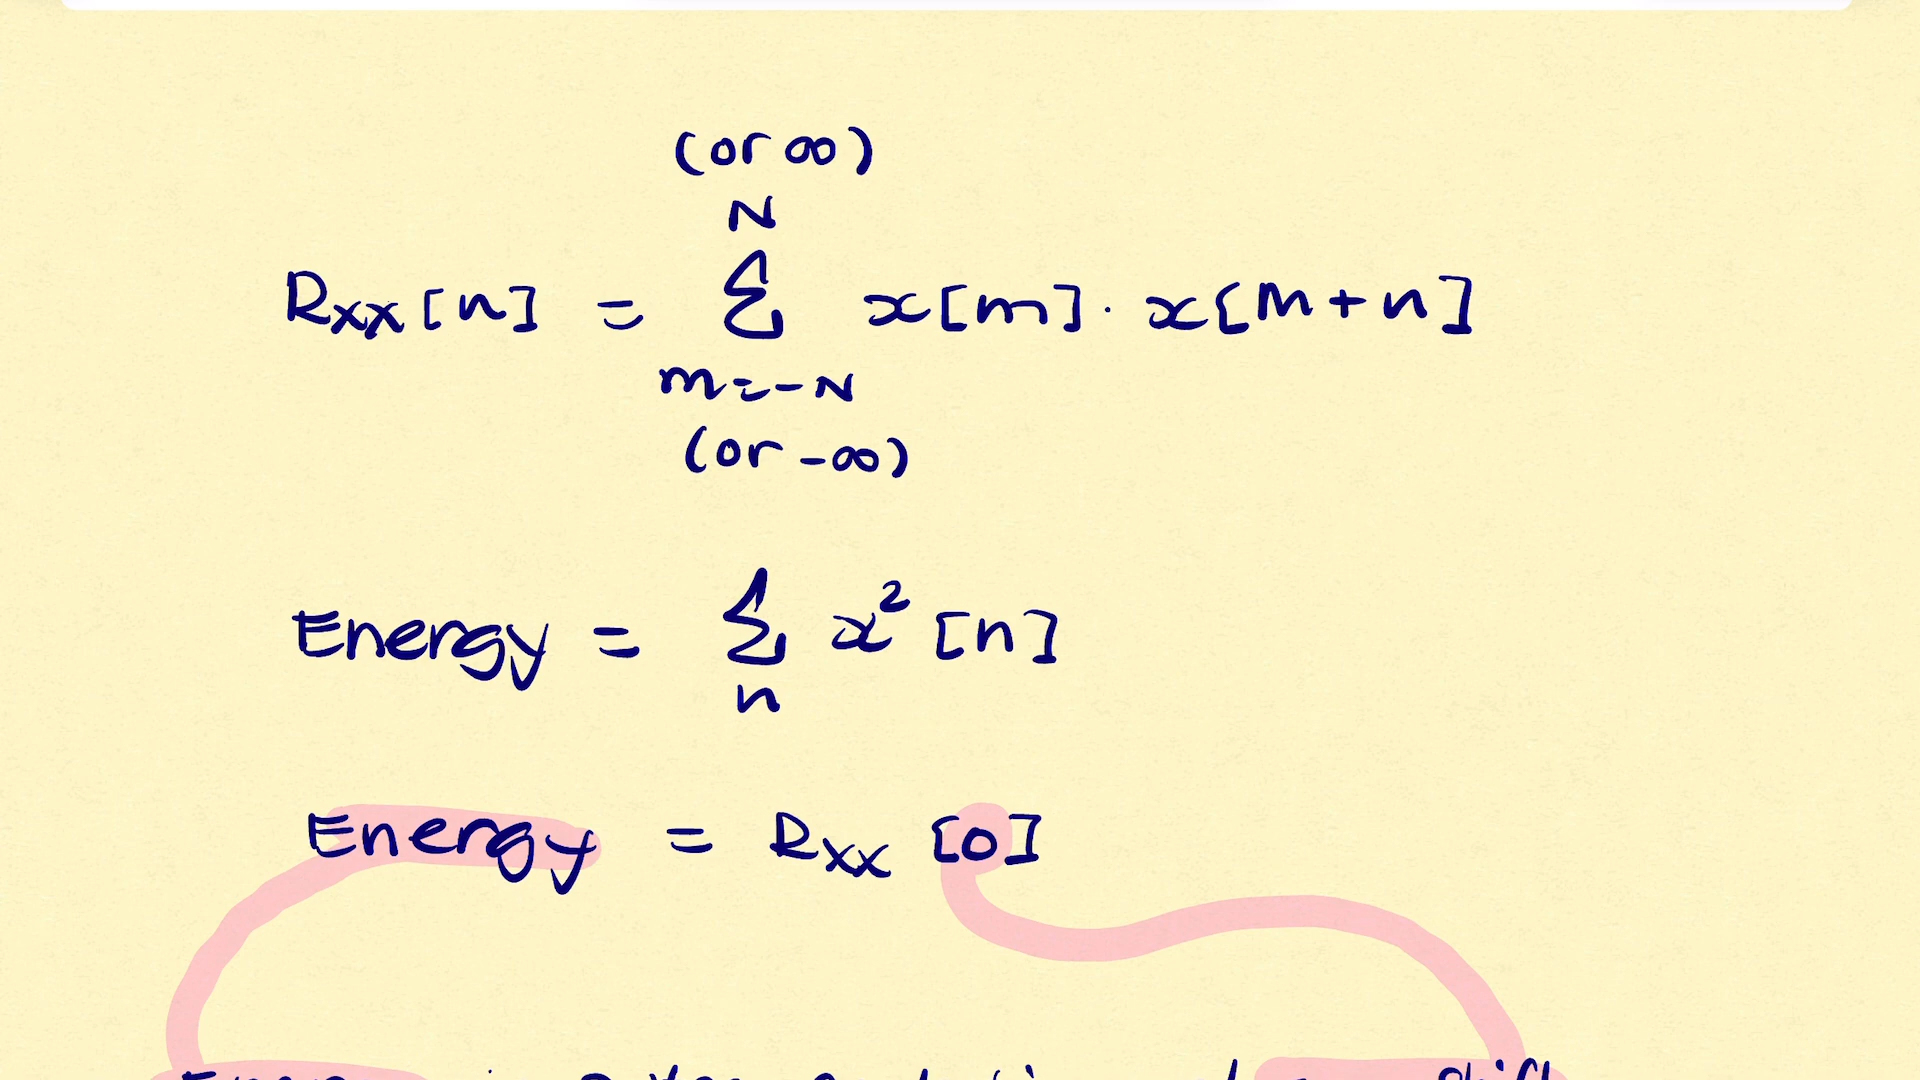 (or ∞)
N
Rxx[n] = Σ x[m] · x[m+n]
m=-N
(or -∞)
Energy = Σ x² [n]
n
Energy = Rxx [0]